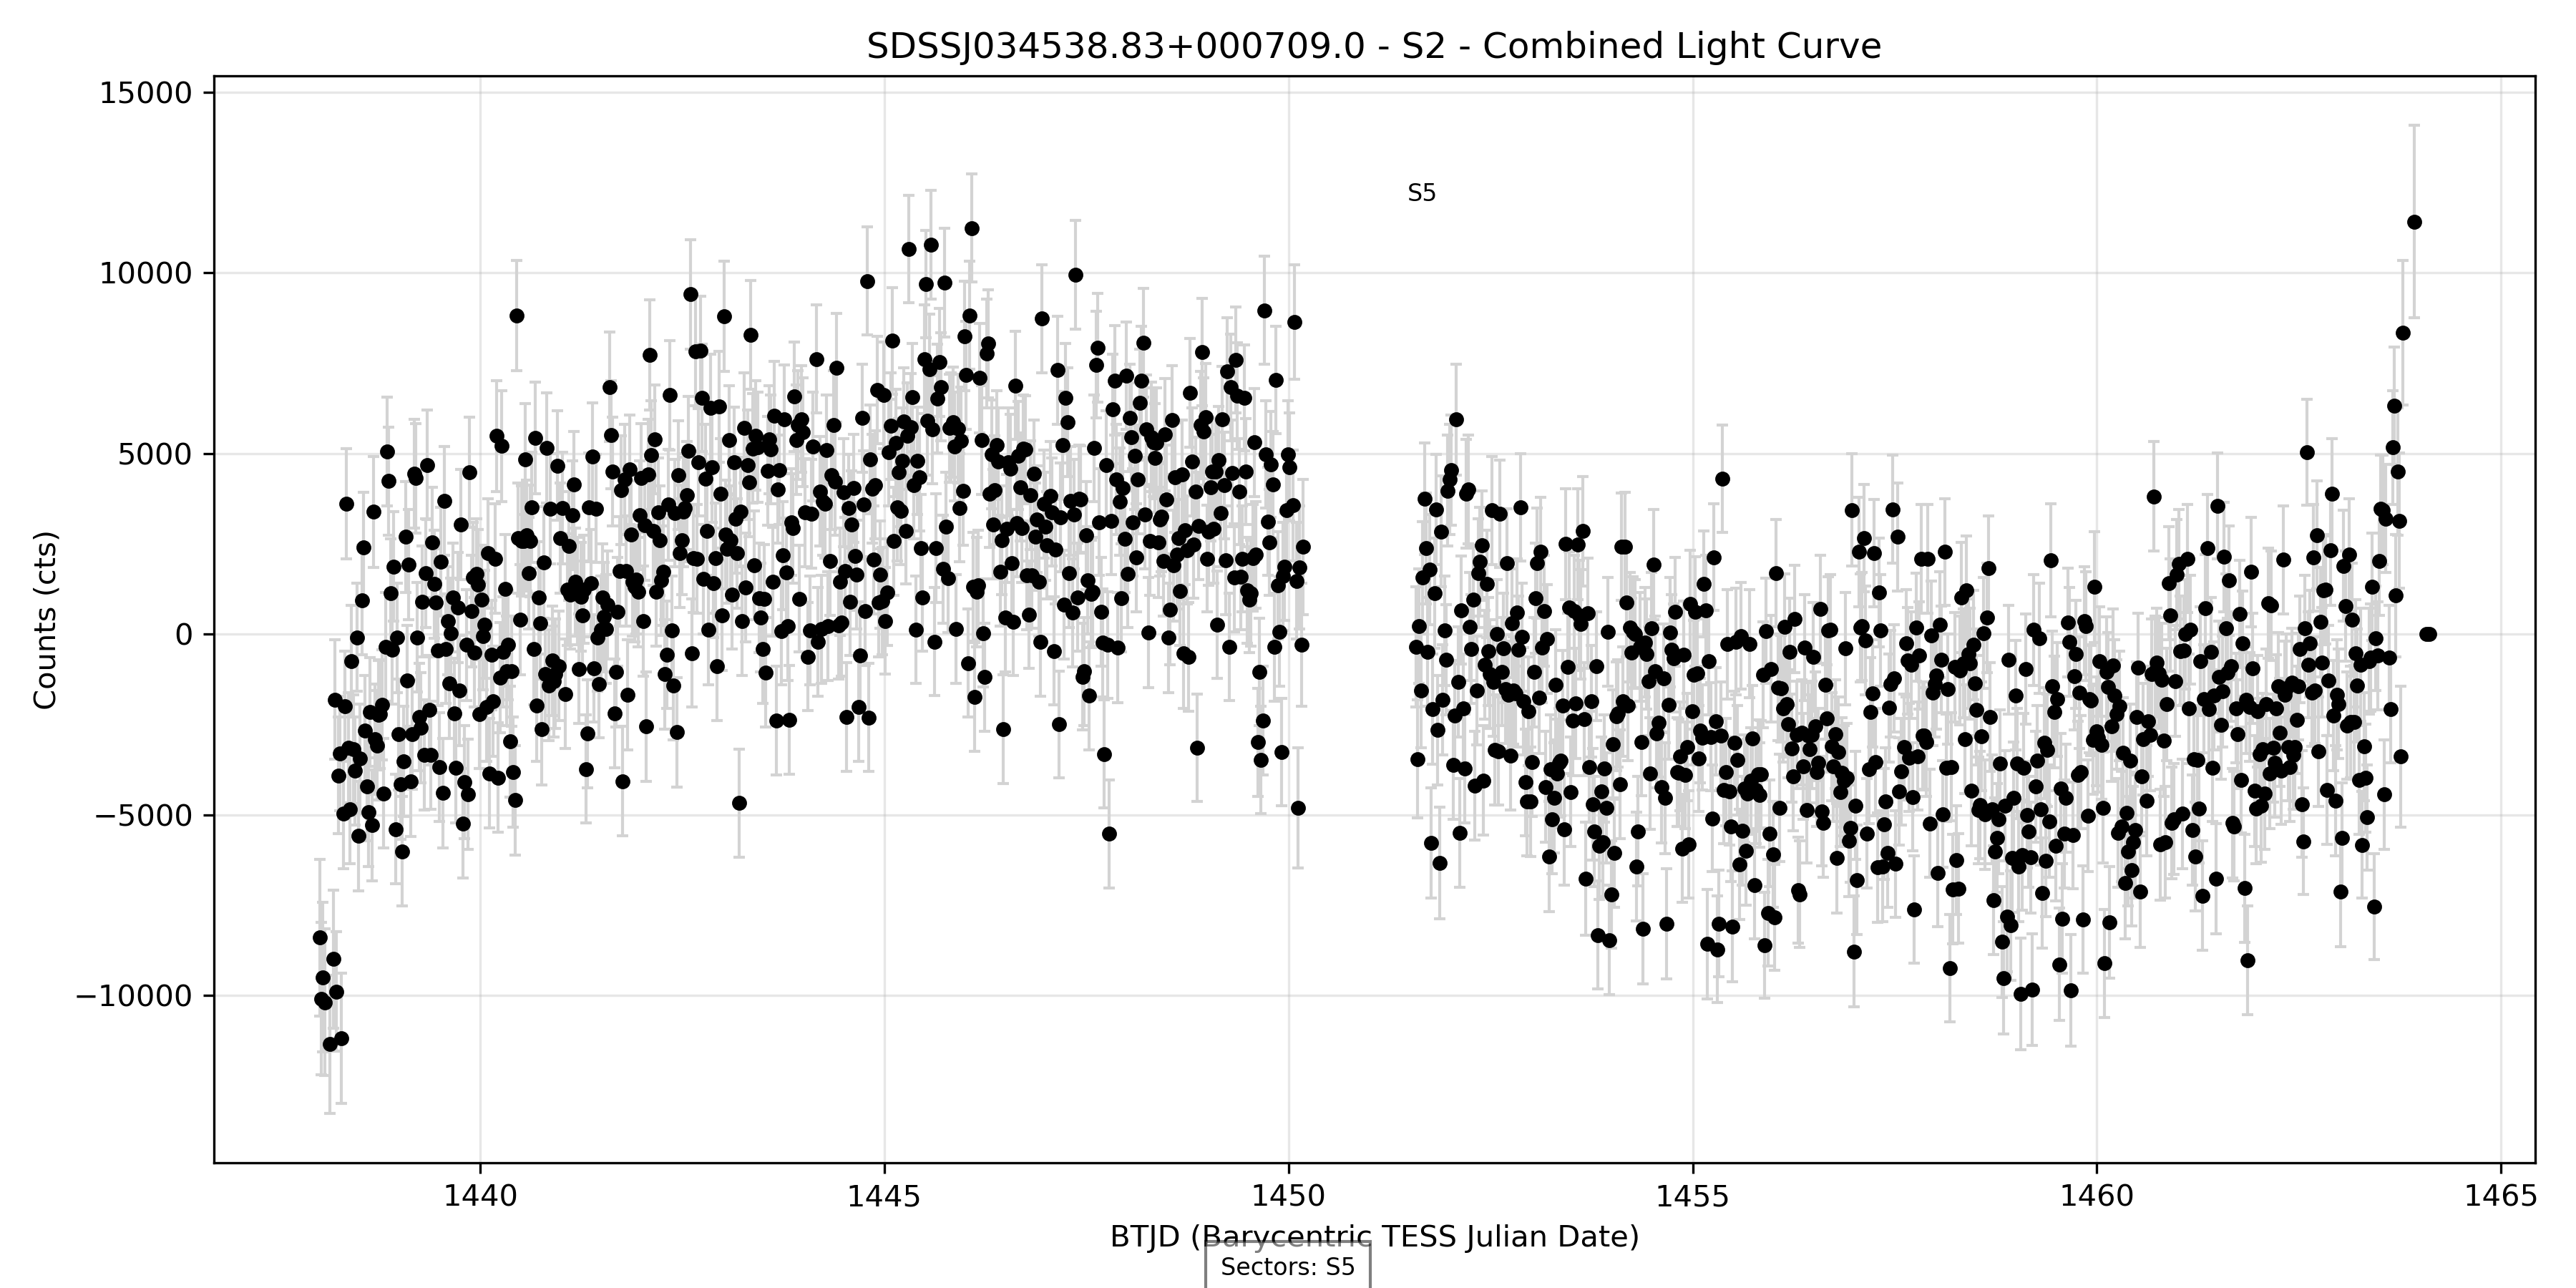 SDSSJ034538.83+000709.0 - S2 - Combined Light Curve
15000
10000
5000
0
−5000
−10000
Counts (cts)
S5
1440
1445
1450
1455
1460
1465
BTJD (Barycentric TESS Julian Date)
Sectors: S5